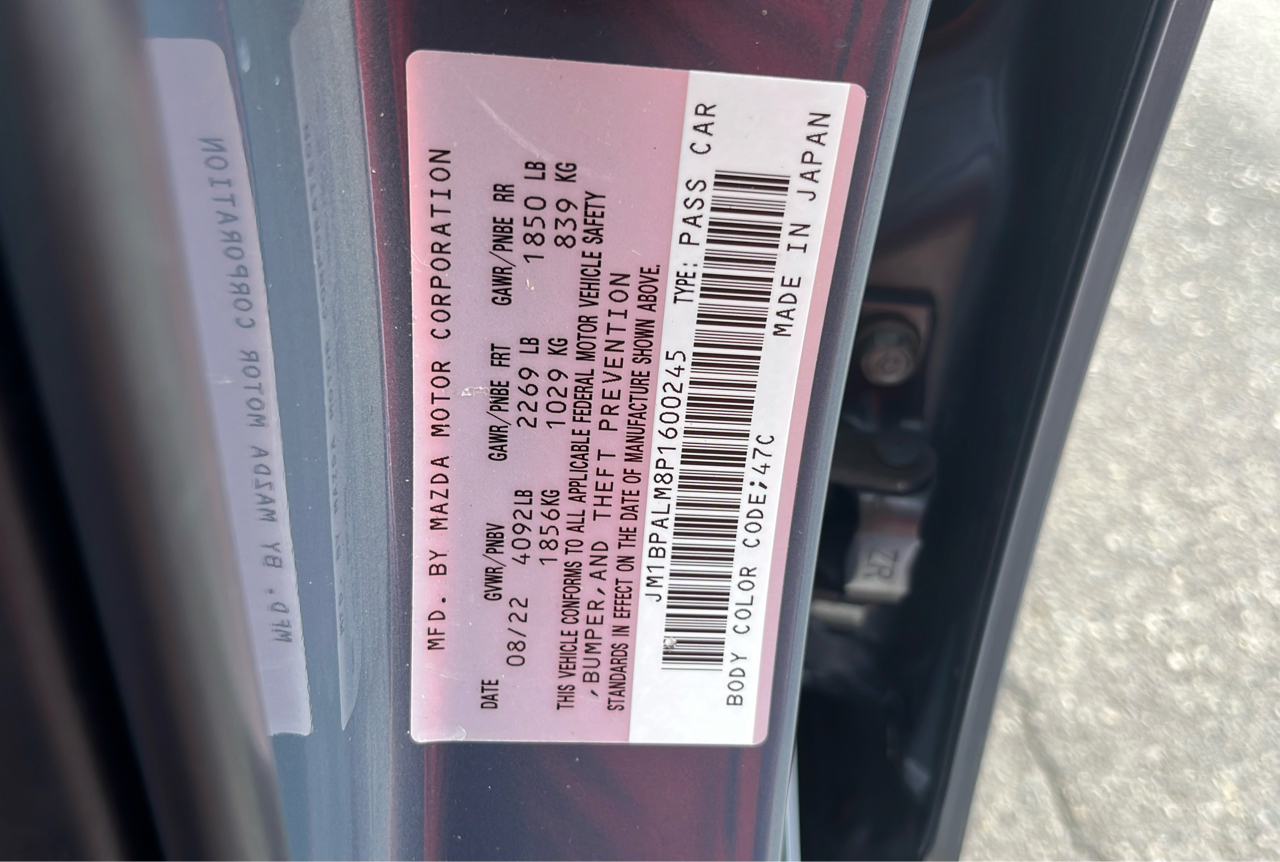 MFD. BY MAZDA MOTOR CORPORATION
DATE GVWR/PNBV GAWR/PNBE FRT GAWR/PNBE RR
08/22 4092LB 2269 LB 1850 LB
1856KG 1029 KG 839 KG
THIS VEHICLE CONFORMS TO ALL APPLICABLE FEDERAL MOTOR VEHICLE SAFETY
,BUMPER,AND THEFT PREVENTION
STANDARDS IN EFFECT ON THE DATE OF MANUFACTURE SHOWN ABOVE.
JM1BPALM8P1600245 TYPE: PASS CAR
BODY COLOR CODE;47C MADE IN JAPAN
MFD. BY MAZDA MOTOR CORPORATION
ZR